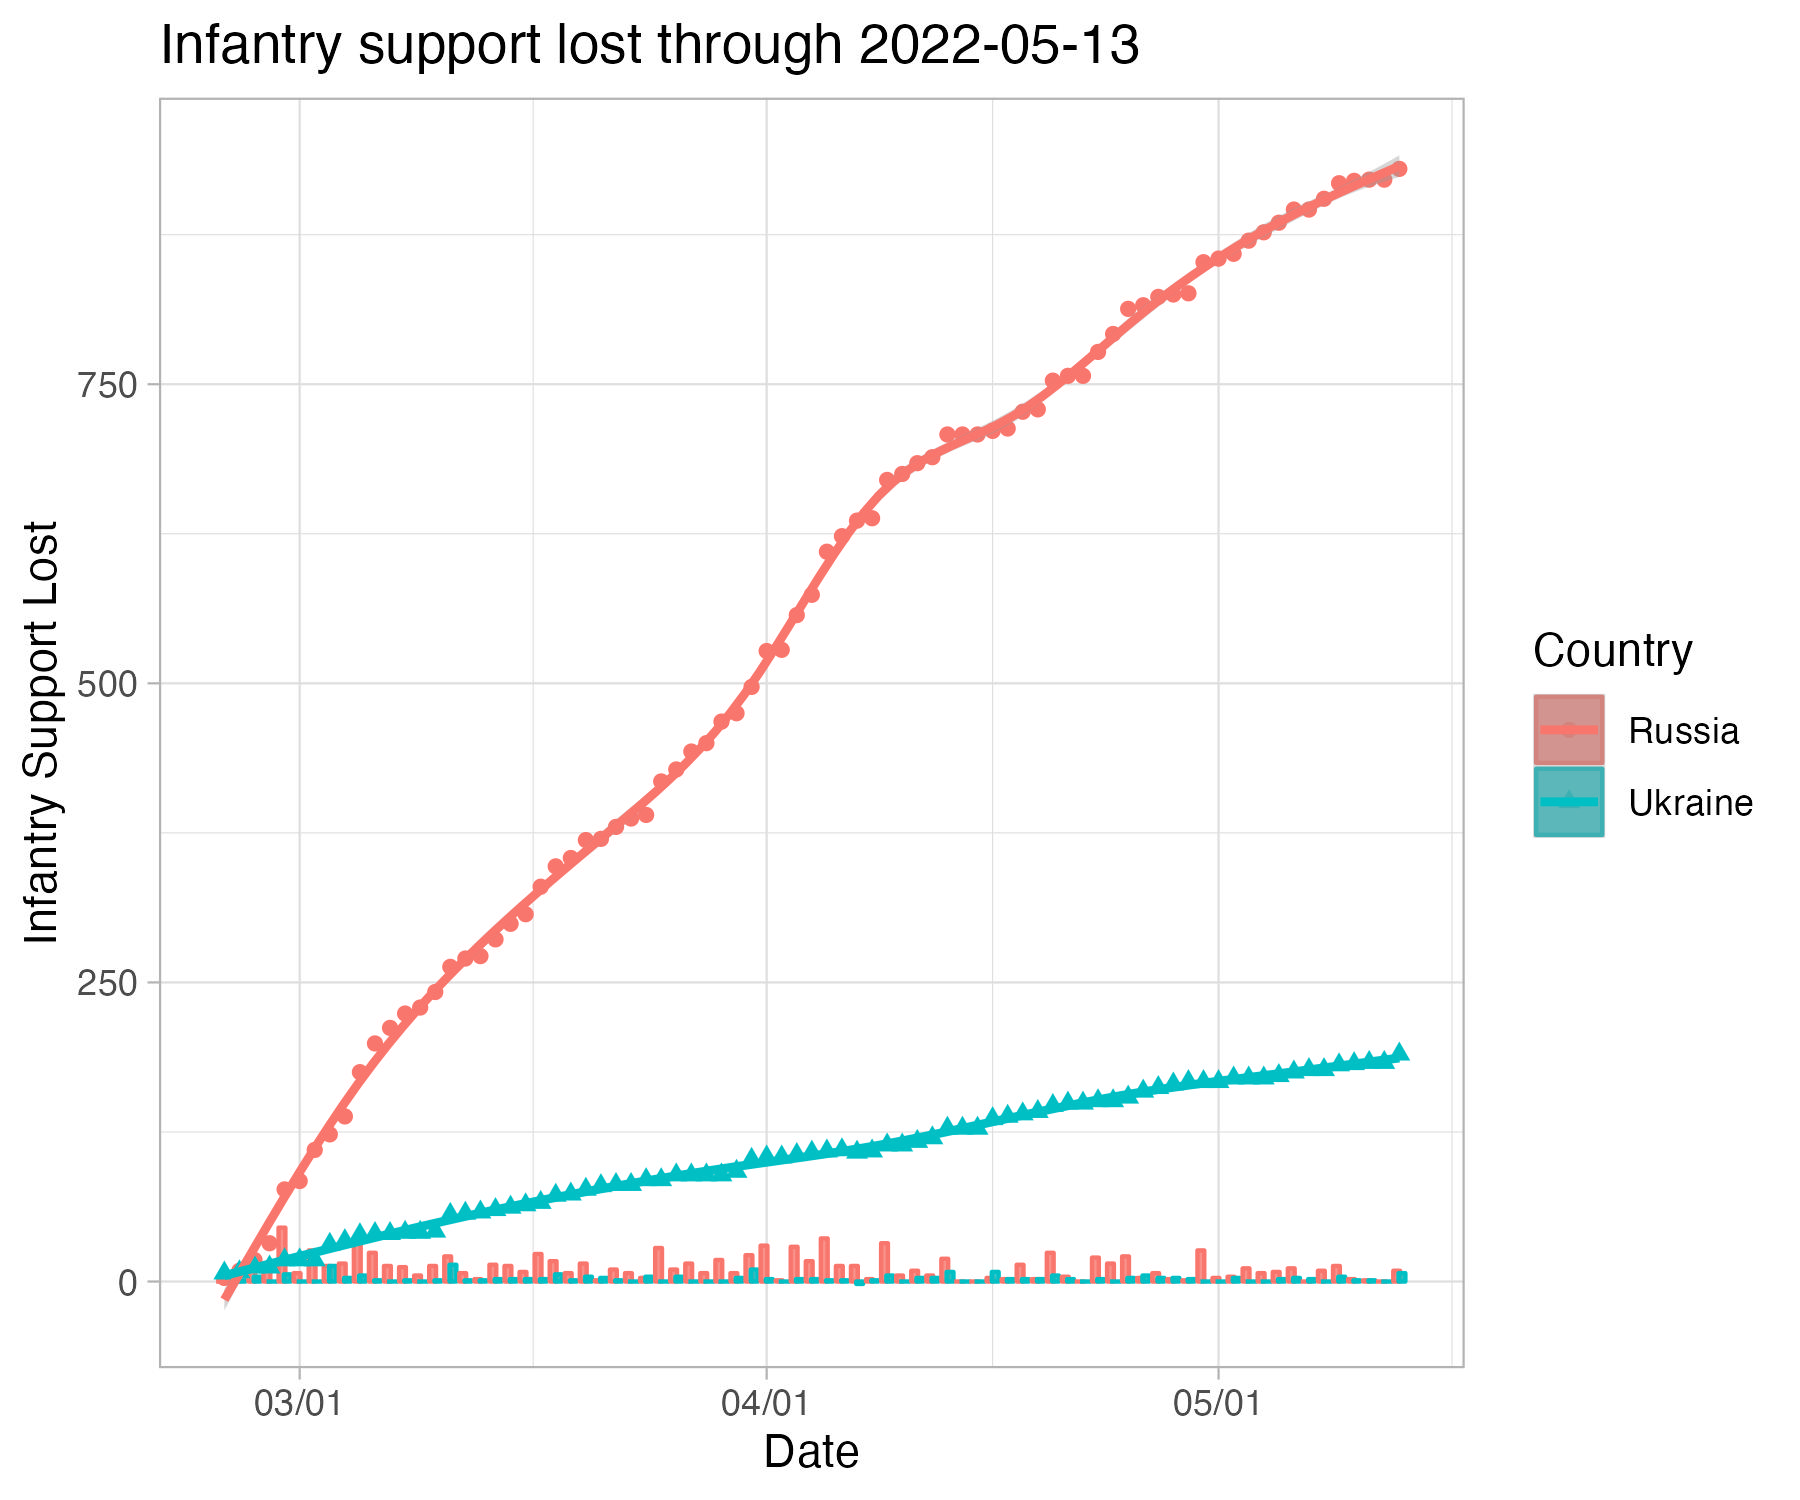 Infantry support lost through 2022-05-13
Infantry Support Lost
750
500
250
0
03/01
04/01
05/01
Date
Country
Russia
Ukraine